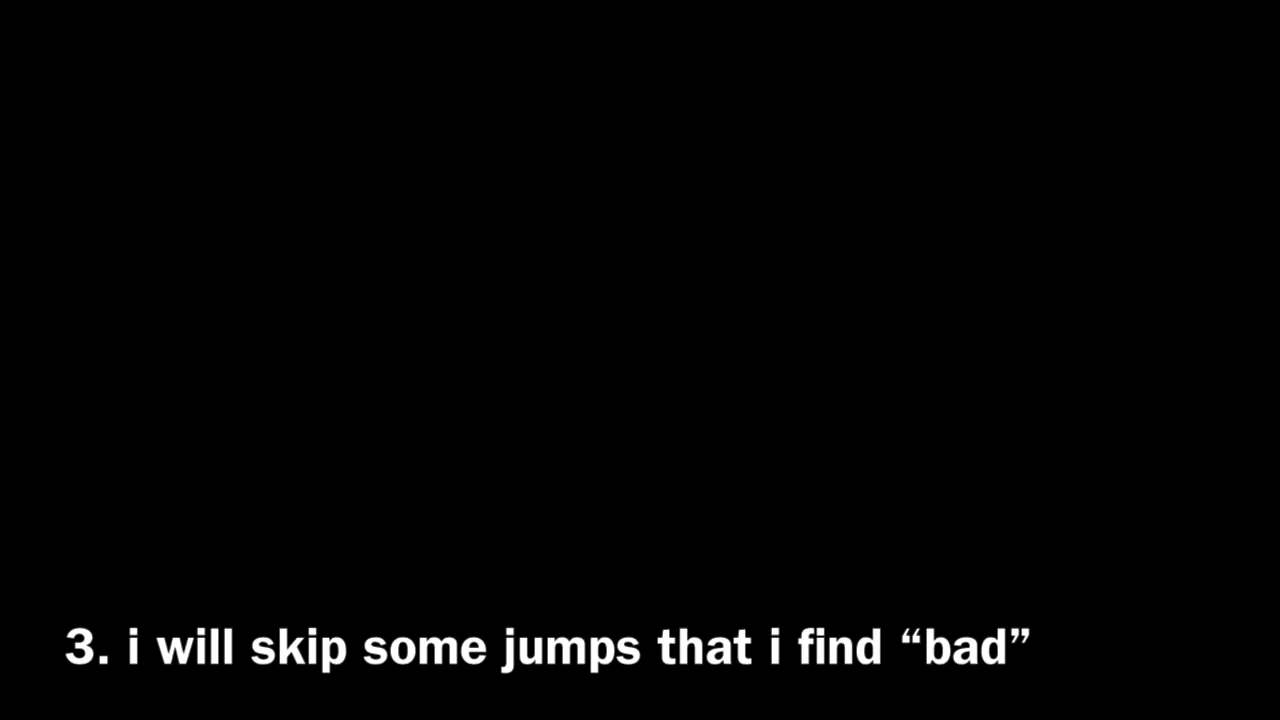 3. i will skip some jumps that i find “bad”